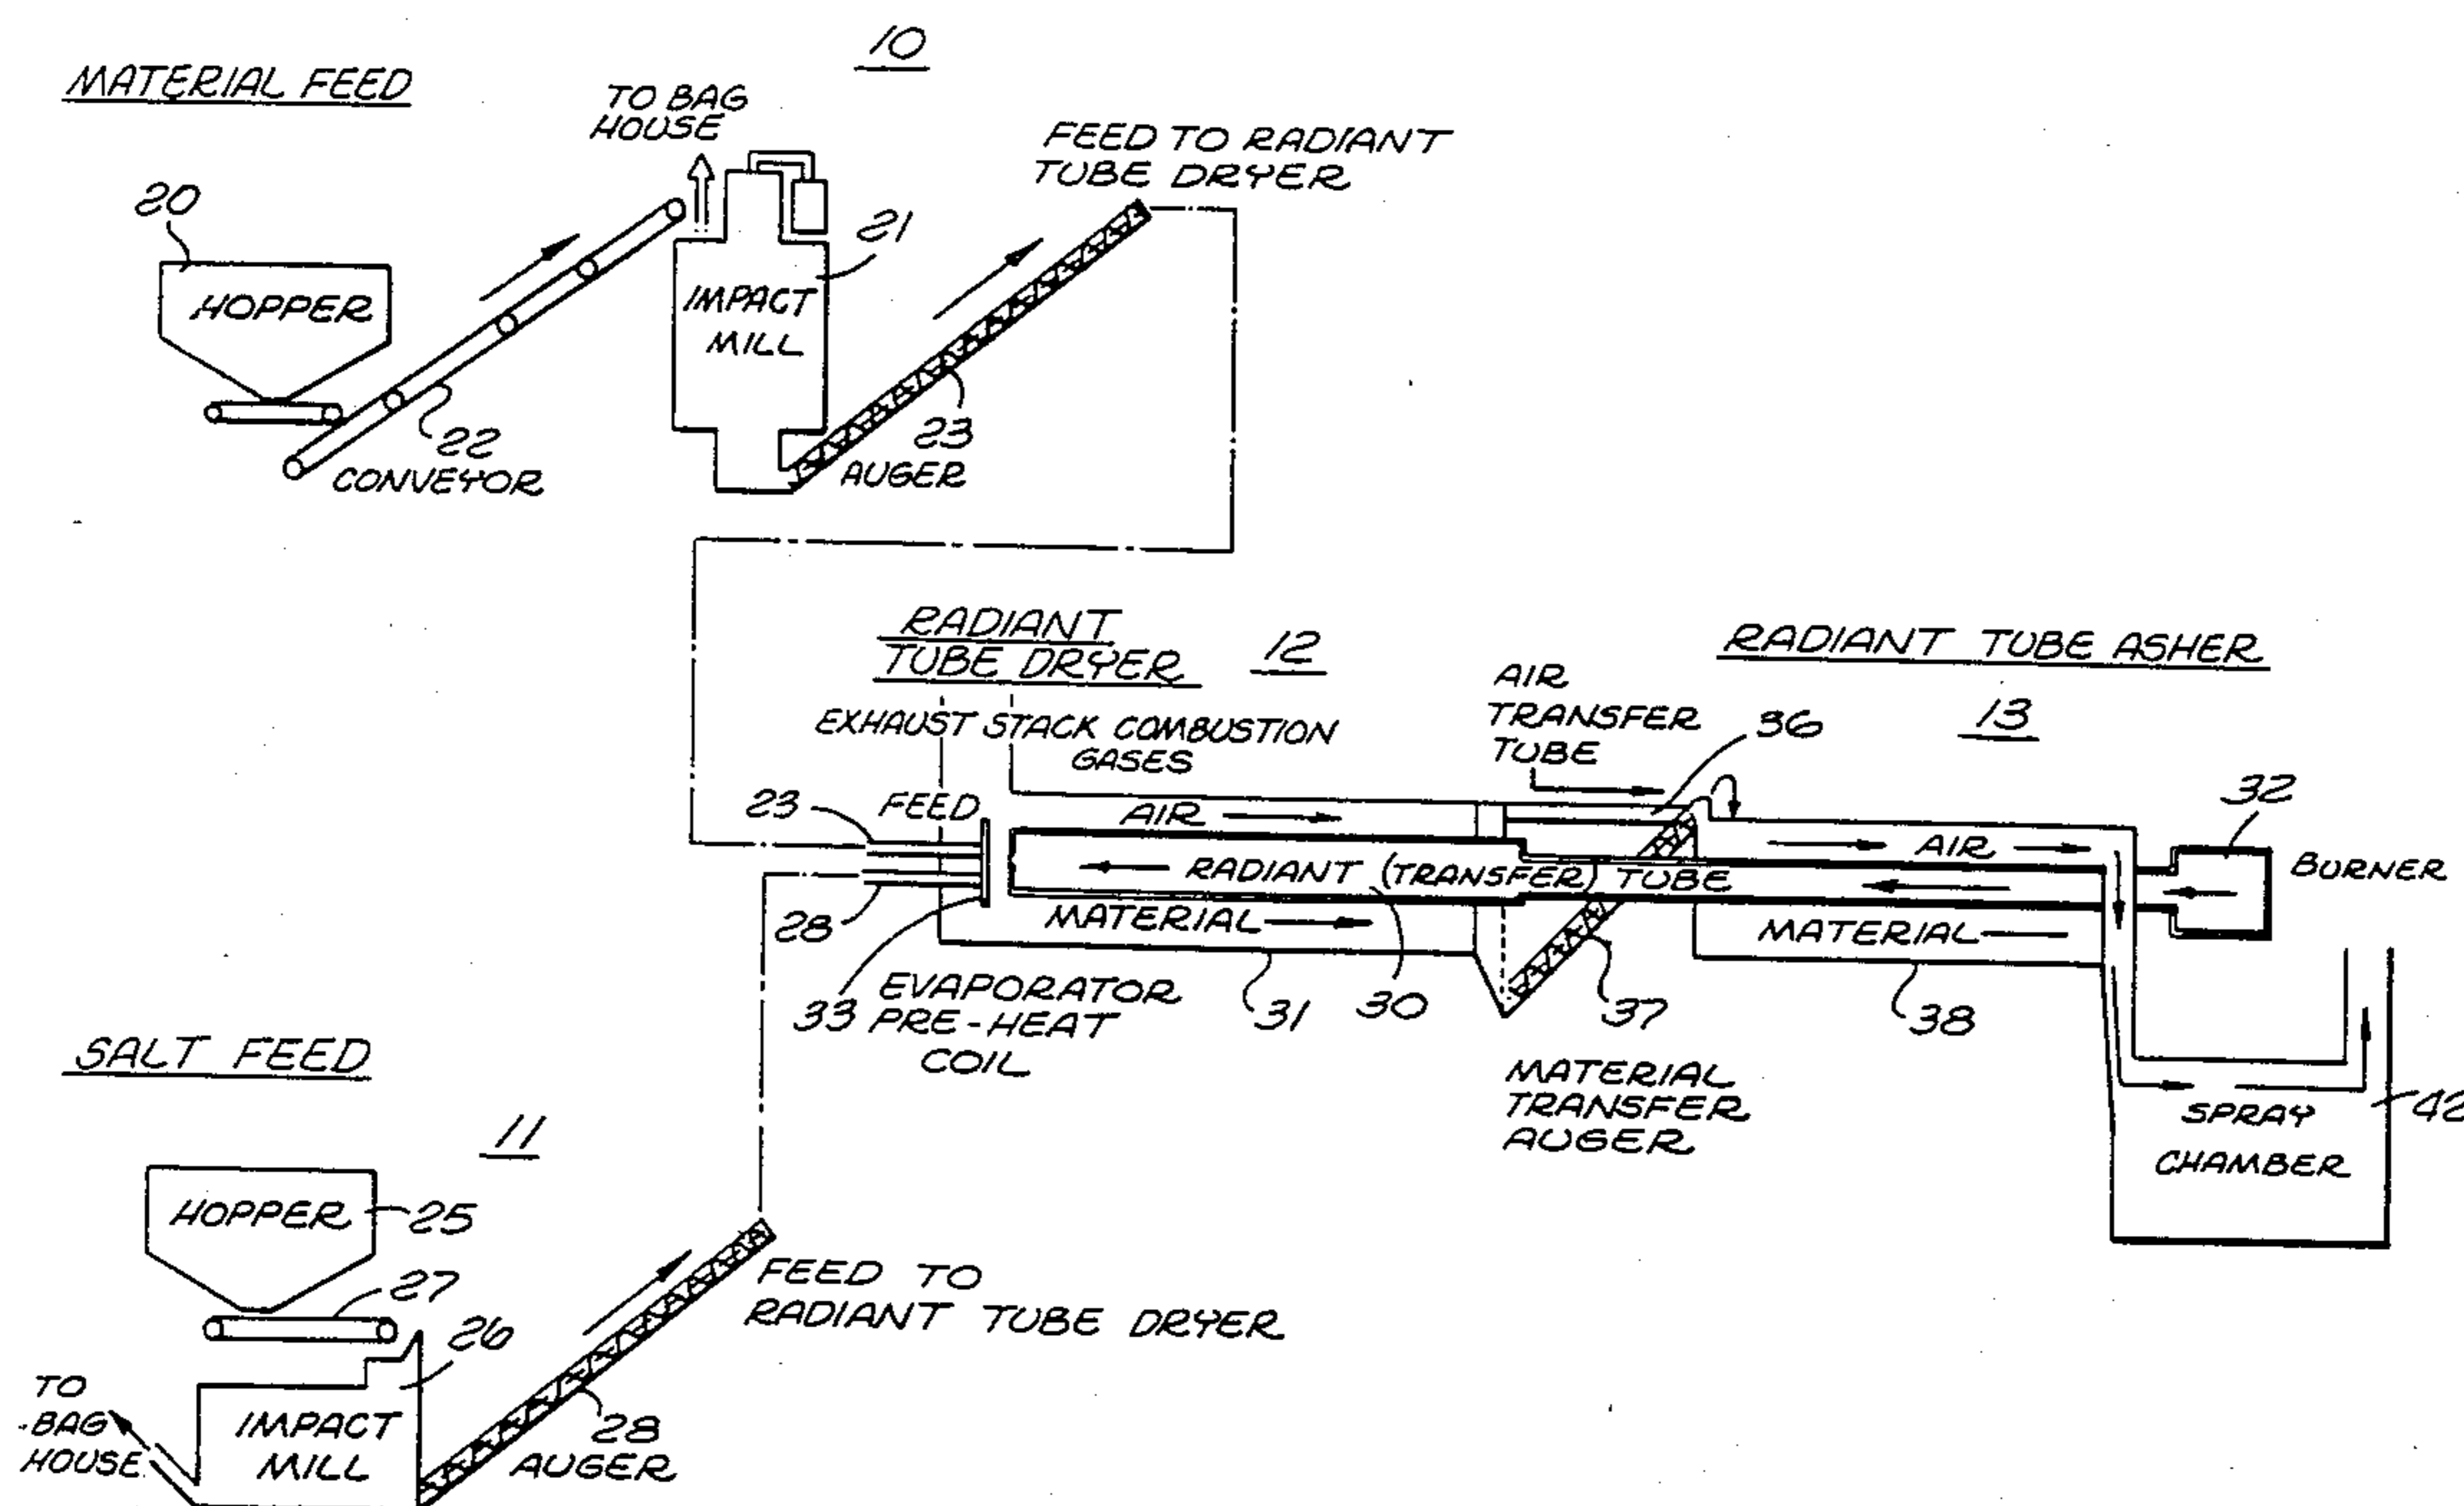 10
MATERIAL FEED
TO BAG
HOUSE
FEED TO RADIANT
TUBE DRYER
20
21
HOPPER
IMPACT
MILL
22
CONVEYOR
23
AUGER
RADIANT
TUBE DRYER
12
RADIANT TUBE ASHER
13
EXHAUST STACK COMBUSTION
GASES
AIR
TRANSFER
TUBE
36
32
23
FEED
AIR
AIR
BURNER
RADIANT (TRANSFER) TUBE
28
MATERIAL
MATERIAL
33
EVAPORATOR
PRE-HEAT
COIL
31
30
37
38
MATERIAL
TRANSFER
AUGER
SPRAY
CHAMBER
42
SALT FEED
11
HOPPER
25
27
26
FEED TO
RADIANT TUBE DRYER
TO
BAG
HOUSE
IMPACT
MILL
28
AUGER